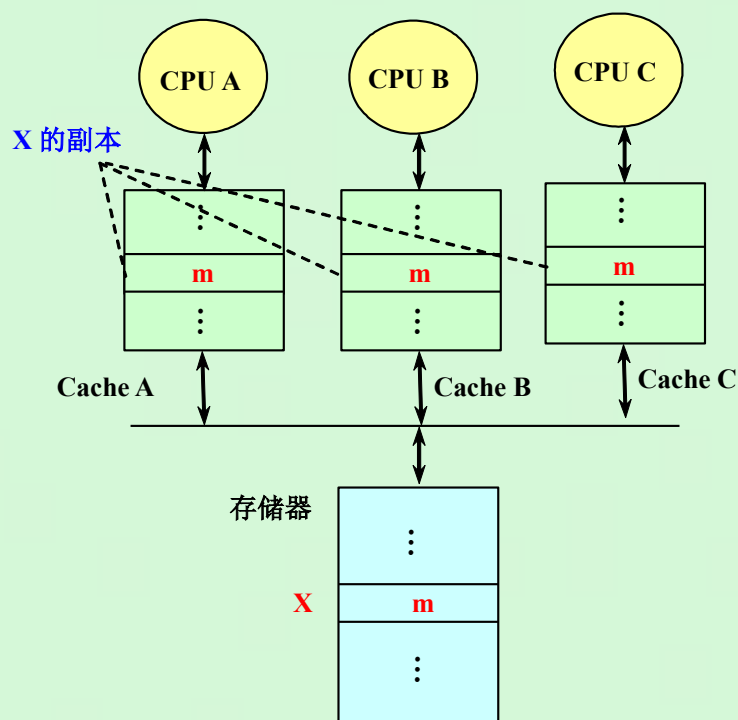 CPU A
CPU B
CPU C
X 的副本
⋮
⋮
⋮
m
m
m
⋮
⋮
⋮
Cache A
Cache B
Cache C
存储器
⋮
X
m
⋮